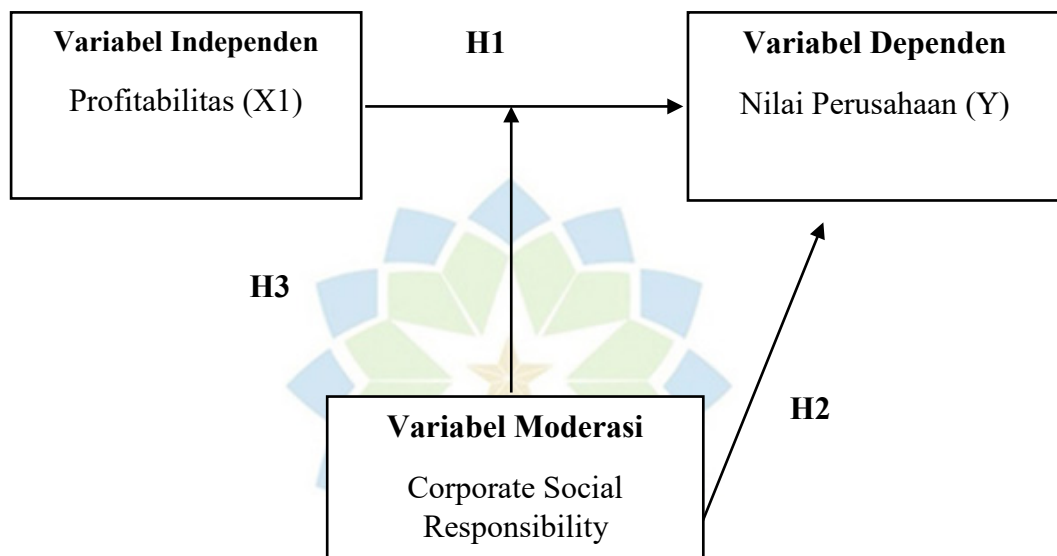 Variabel Independen
Profitabilitas (X1)
H1
Variabel Dependen
Nilai Perusahaan (Y)
H3
H2
Variabel Moderasi
Corporate Social
Responsibility